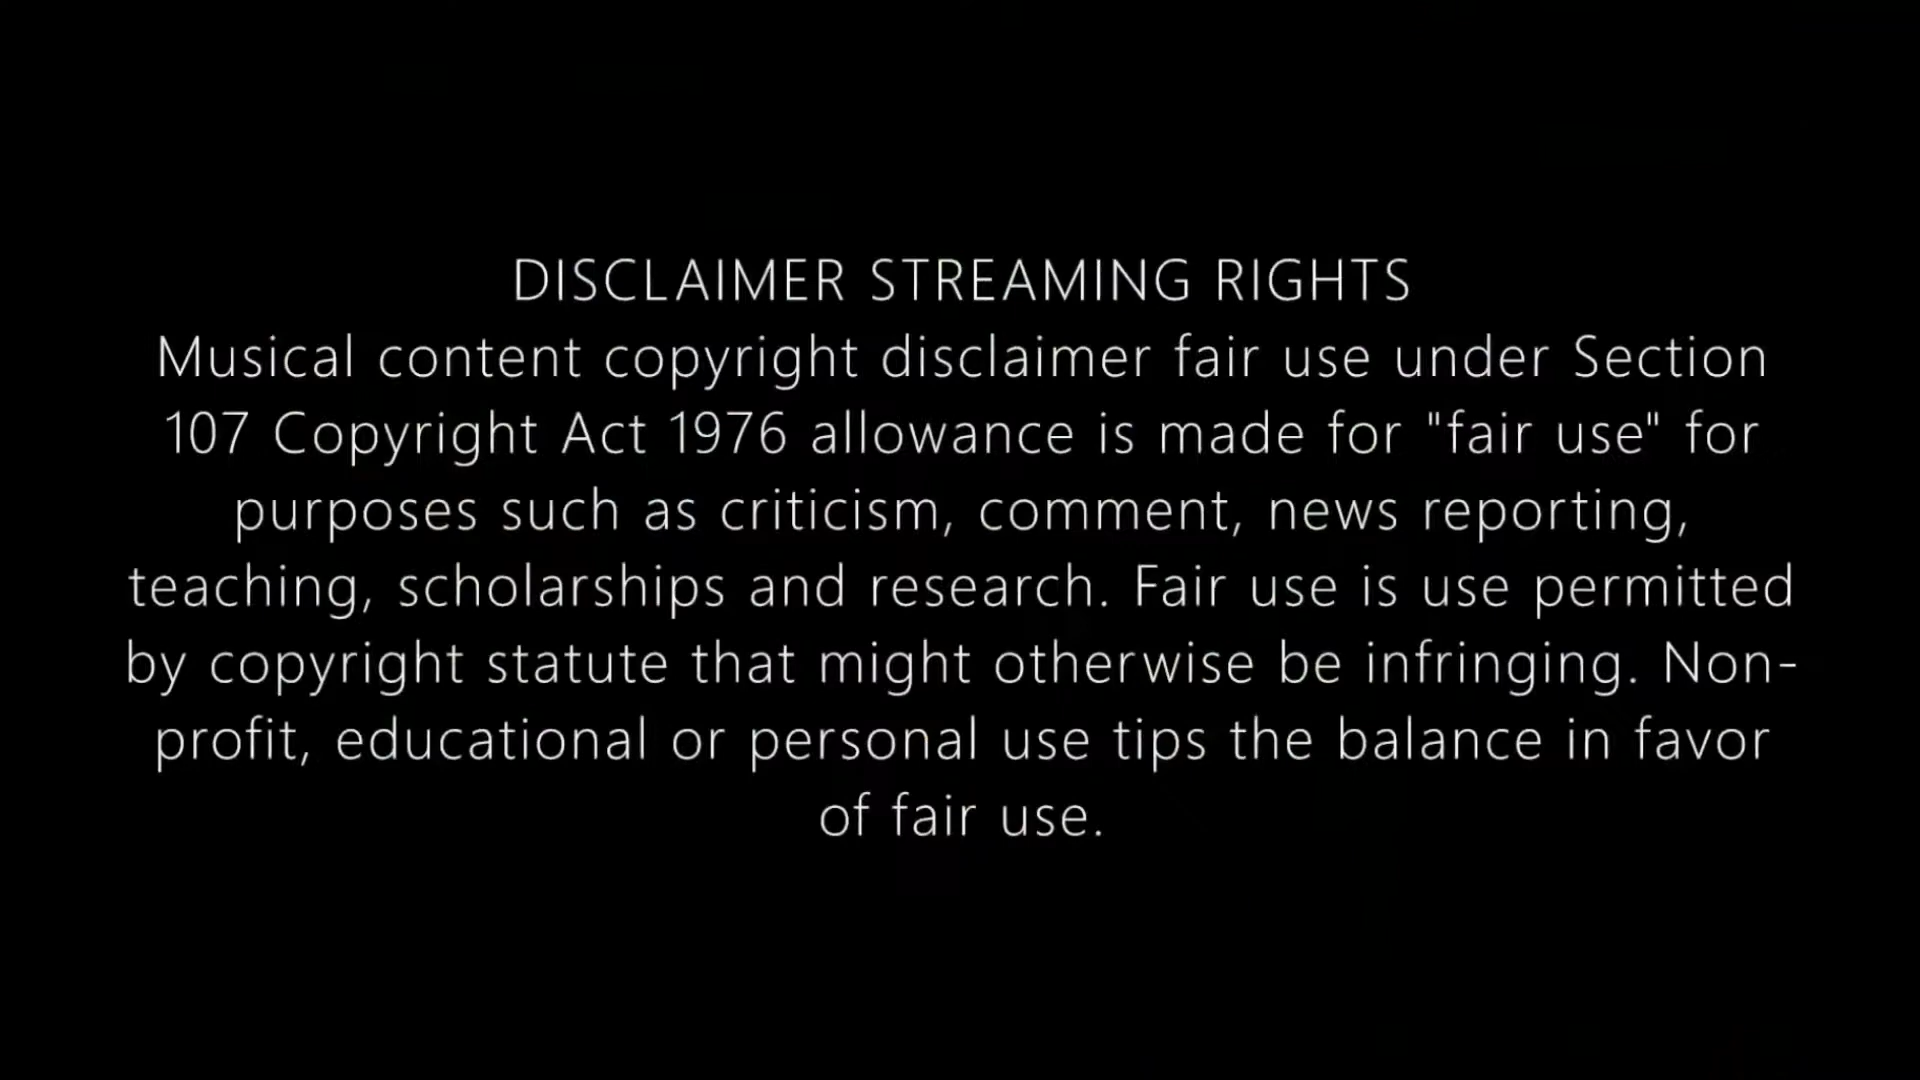 DISCLAIMER STREAMING RIGHTS
Musical content copyright disclaimer fair use under Section
107 Copyright Act 1976 allowance is made for "fair use" for
purposes such as criticism, comment, news reporting,
teaching, scholarships and research. Fair use is use permitted
by copyright statute that might otherwise be infringing. Non-
profit, educational or personal use tips the balance in favor
of fair use.